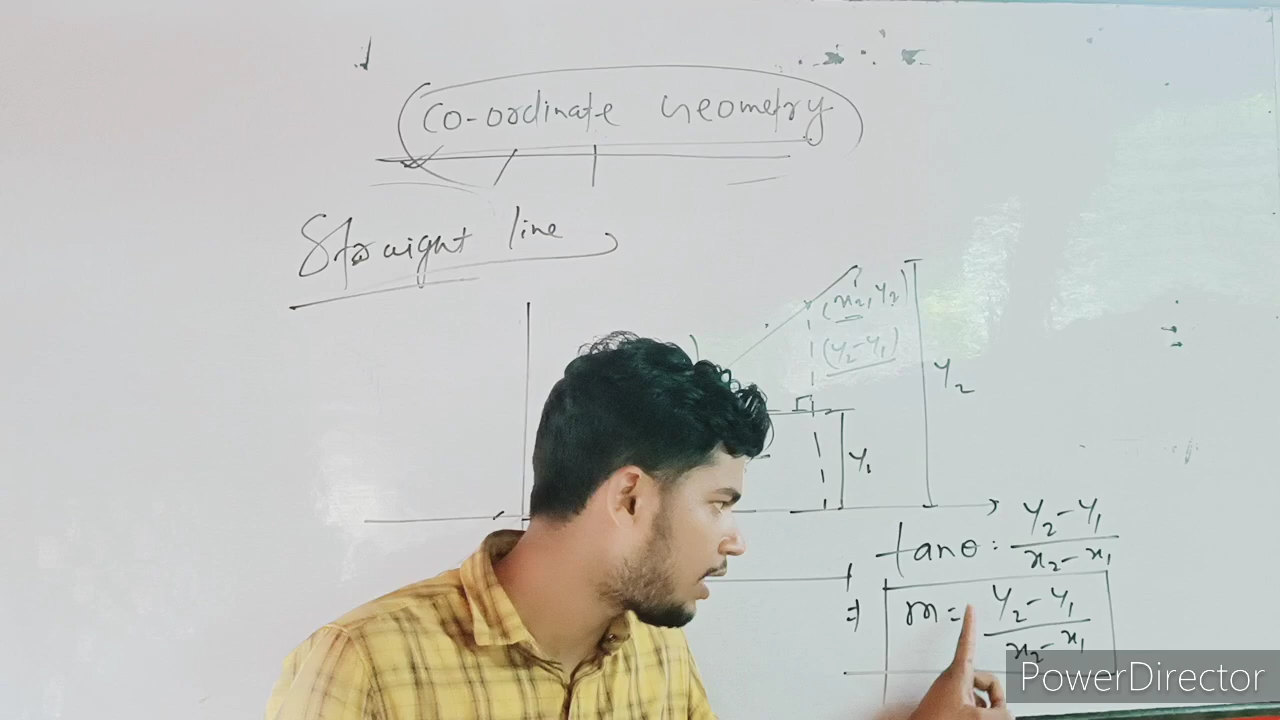 Co-ordinate Geometry
Straight line
(x₂, y₂)
(y₂-y₁)
y₂
y₁
tanθ = y₂-y₁ / x₂-x₁
⇒ m = y₂-y₁ / x₂-x₁
PowerDirector